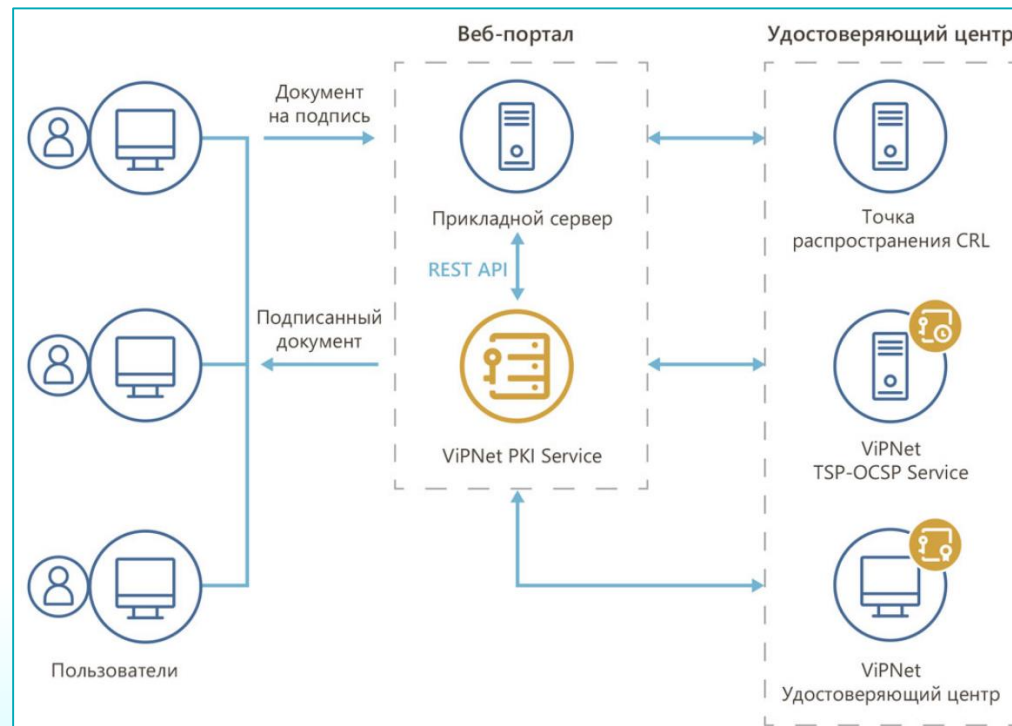 Веб-портал
Удостоверяющий центр
Документ
на подпись
Прикладной сервер
Точка
распространения CRL
REST API
Подписанный
документ
ViPNet PKI Service
ViPNet
TSP-OCSP Service
Пользователи
ViPNet
Удостоверяющий центр